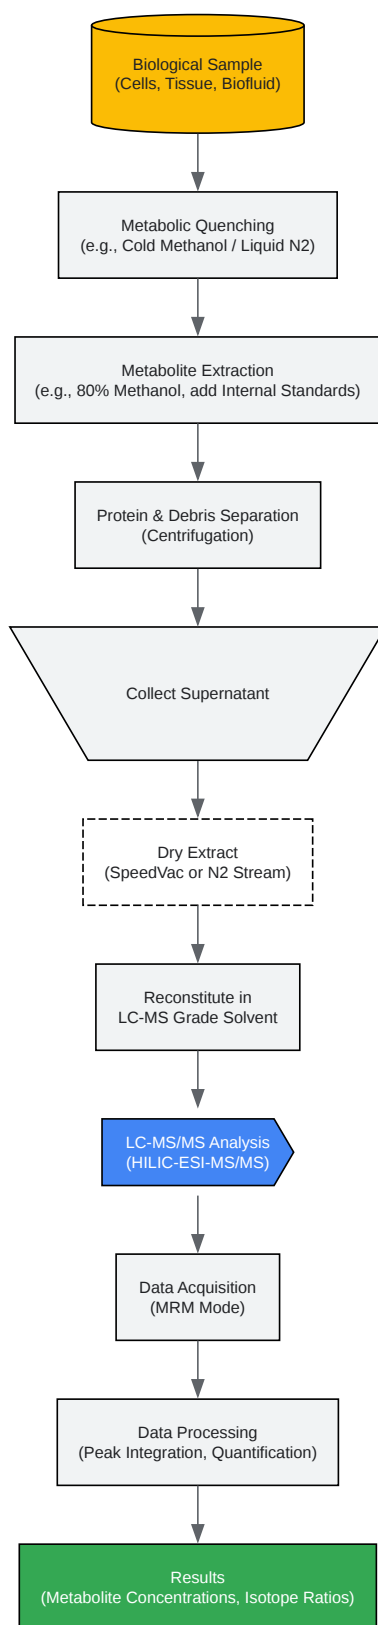 Biological Sample
(Cells, Tissue, Biofluid)
Metabolic Quenching
(e.g., Cold Methanol / Liquid N2)
Metabolite Extraction
(e.g., 80% Methanol, add Internal Standards)
Protein & Debris Separation
(Centrifugation)
Collect Supernatant
Dry Extract
(SpeedVac or N2 Stream)
Reconstitute in
LC-MS Grade Solvent
LC-MS/MS Analysis
(HILIC-ESI-MS/MS)
Data Acquisition
(MRM Mode)
Data Processing
(Peak Integration, Quantification)
Results
(Metabolite Concentrations, Isotope Ratios)